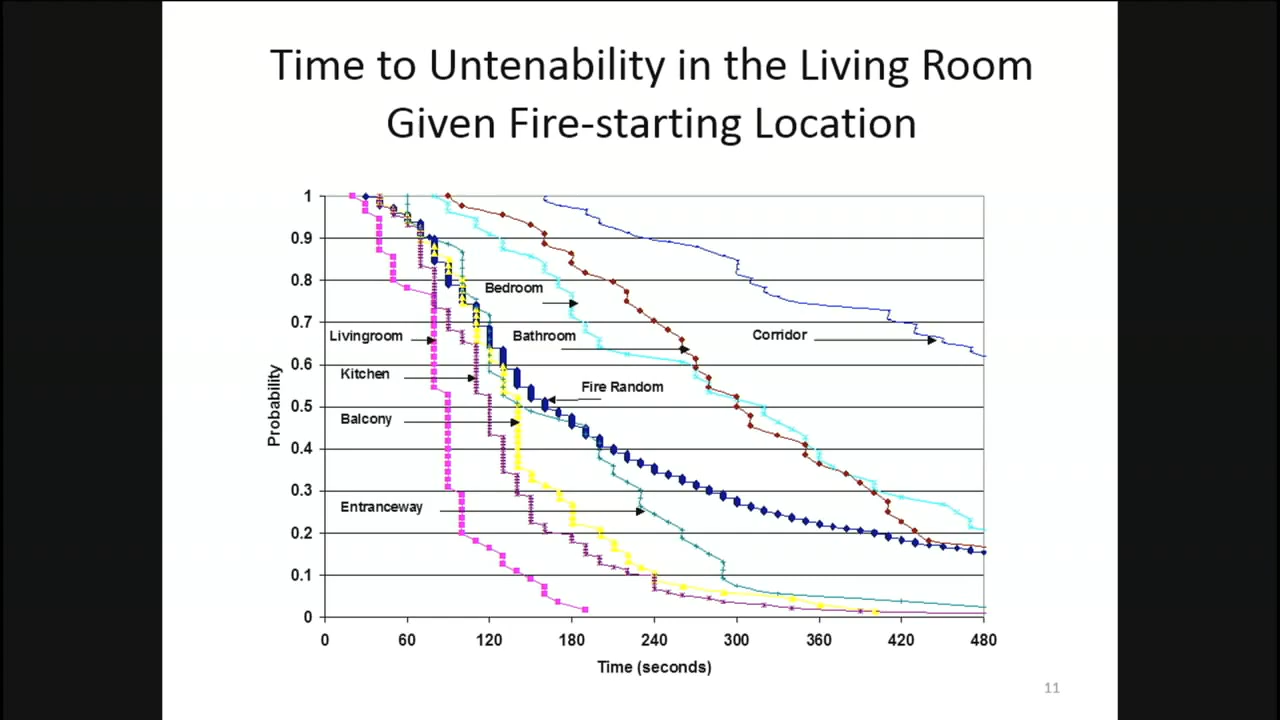 Time to Untenability in the Living Room
Given Fire-starting Location
1
0.9
0.8
0.7
0.6
0.5
0.4
0.3
0.2
0.1
0
Probability
Bedroom
Livingroom
Bathroom
Corridor
Kitchen
Fire Random
Balcony
Entranceway
0 60 120 180 240 300 360 420 480
Time (seconds)
11